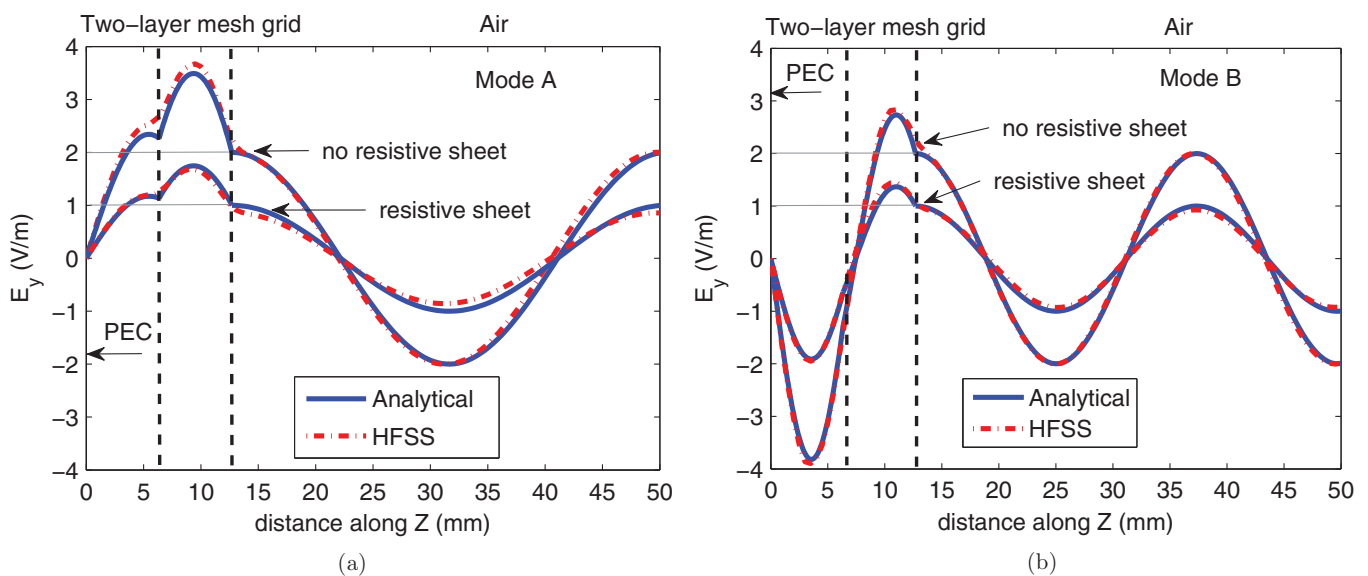 Two-layer mesh grid Air
4
3
2
1
0
−1
−2
−3
−4
E_y (V/m)
Mode A
no resistive sheet
resistive sheet
PEC
Analytical
HFSS
0 5 10 15 20 25 30 35 40 45 50
distance along Z (mm)
(a)
Two-layer mesh grid Air
4
3
2
1
0
−1
−2
−3
−4
E_y (V/m)
PEC
Mode B
no resistive sheet
resistive sheet
Analytical
HFSS
0 5 10 15 20 25 30 35 40 45 50
distance along Z (mm)
(b)